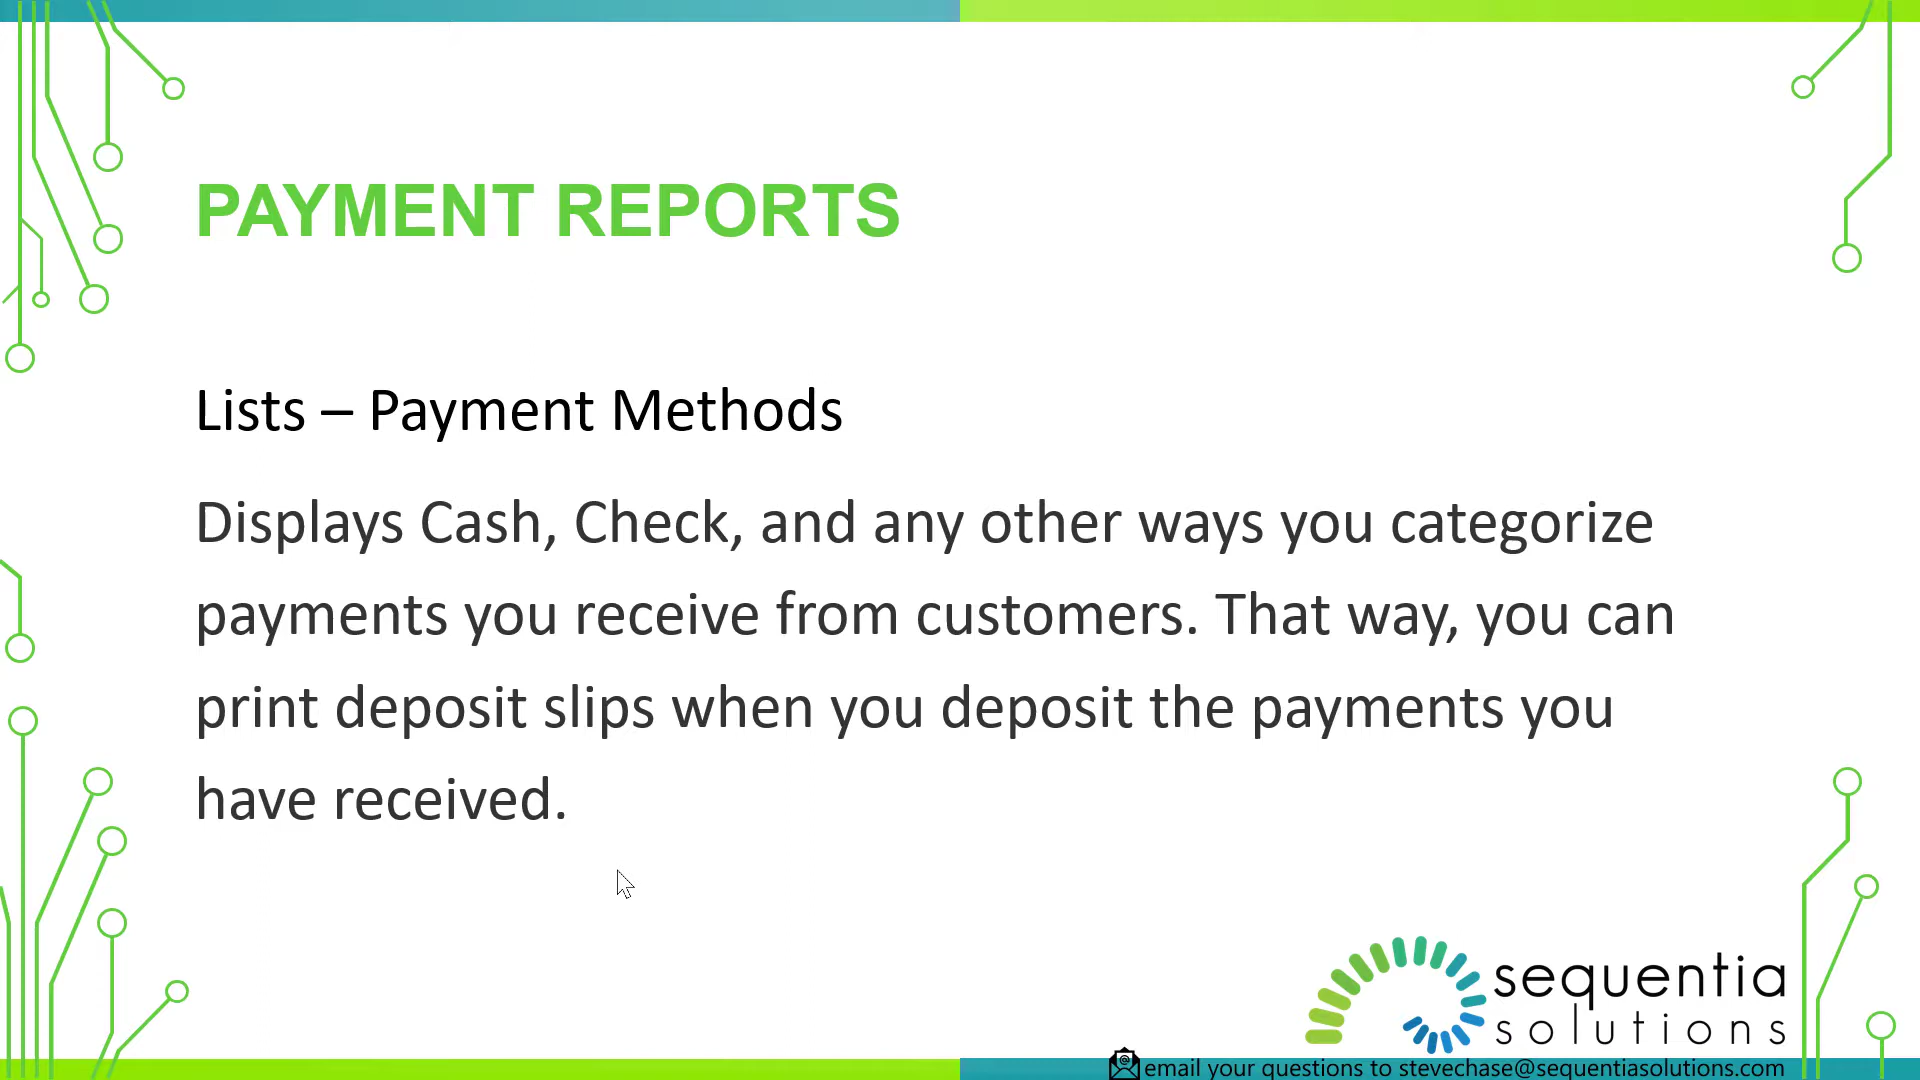 PAYMENT REPORTS
Lists – Payment Methods
Displays Cash, Check, and any other ways you categorize
payments you receive from customers. That way, you can
print deposit slips when you deposit the payments you
have received.
sequentia
solutions
email your questions to stevechase@sequentiasolutions.com